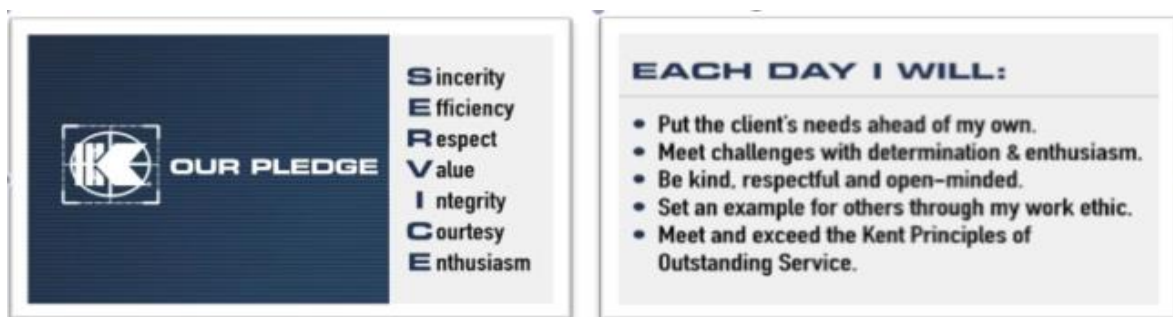 OUR PLEDGE
Sincerity
Efficiency
Respect
Value
Integrity
Courtesy
Enthusiasm
EACH DAY I WILL:
• Put the client's needs ahead of my own.
• Meet challenges with determination & enthusiasm.
• Be kind, respectful and open-minded.
• Set an example for others through my work ethic.
• Meet and exceed the Kent Principles of
Outstanding Service.